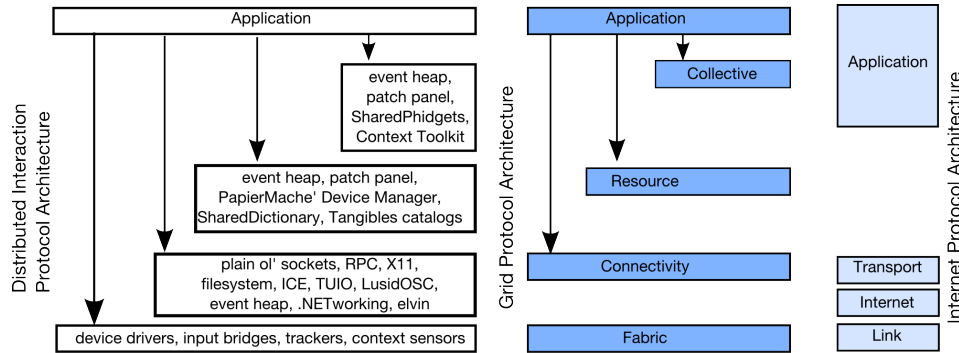 Distributed Interaction
Protocol Architecture
Application
event heap,
patch panel,
SharedPhidgets,
Context Toolkit
event heap, patch panel,
PapierMache' Device Manager,
SharedDictionary, Tangibles catalogs
plain ol' sockets, RPC, X11,
filesystem, ICE, TUIO, LusidOSC,
event heap, .NETworking, elvin
device drivers, input bridges, trackers, context sensors
Grid Protocol Architecture
Application
Collective
Resource
Connectivity
Fabric
Application
Transport
Internet
Link
Internet Protocol Architecture